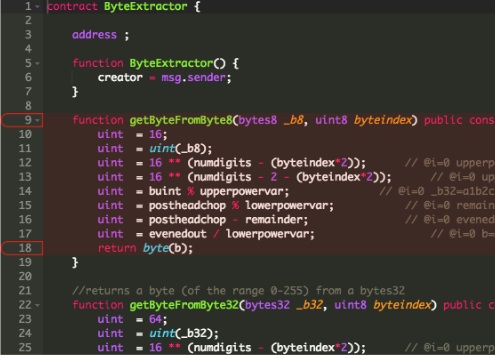 1 contract ByteExtractor {
2
3 address ;
4
5 function ByteExtractor() {
6 creator = msg.sender;
7 }
8
9 function getByteFromByte8(bytes8 _b8, uint8 byteindex) public cons
10 uint = 16;
11 uint = uint(_b8);
12 uint = 16 ** (numdigits - (byteindex*2)); // @i=0 upperp
13 uint = 16 ** (numdigits - 2 - (byteindex*2)); // @i=0 up
14 uint = buint % upperpowervar; // @i=0 _b32=a1b2c
15 uint = postheadchop % lowerpowervar; // @i=0 remain
16 uint = postheadchop - remainder; // @i=0 evened
17 uint = evenedout / lowerpowervar; // @i=0 b=
18 return byte(b);
19 }
20
21 //returns a byte (of the range 0-255) from a bytes32
22 function getByteFromByte32(bytes32 _b32, uint8 byteindex) public c
23 uint = 64;
24 uint = uint(_b32);
25 uint = 16 ** (numdigits - (byteindex*2)); // @i=0 upperp